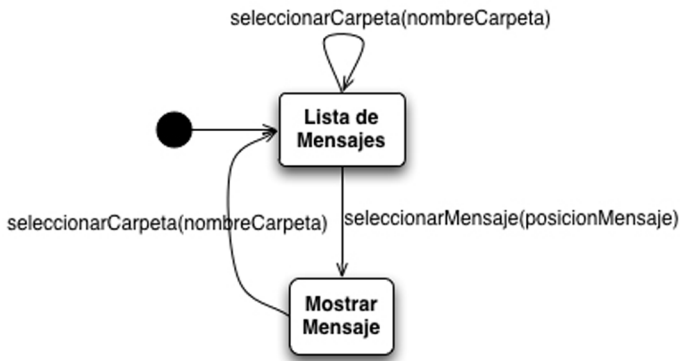 seleccionarCarpeta(nombreCarpeta)
Lista de
Mensajes
seleccionarCarpeta(nombreCarpeta)
seleccionarMensaje(posicionMensaje)
Mostrar
Mensaje